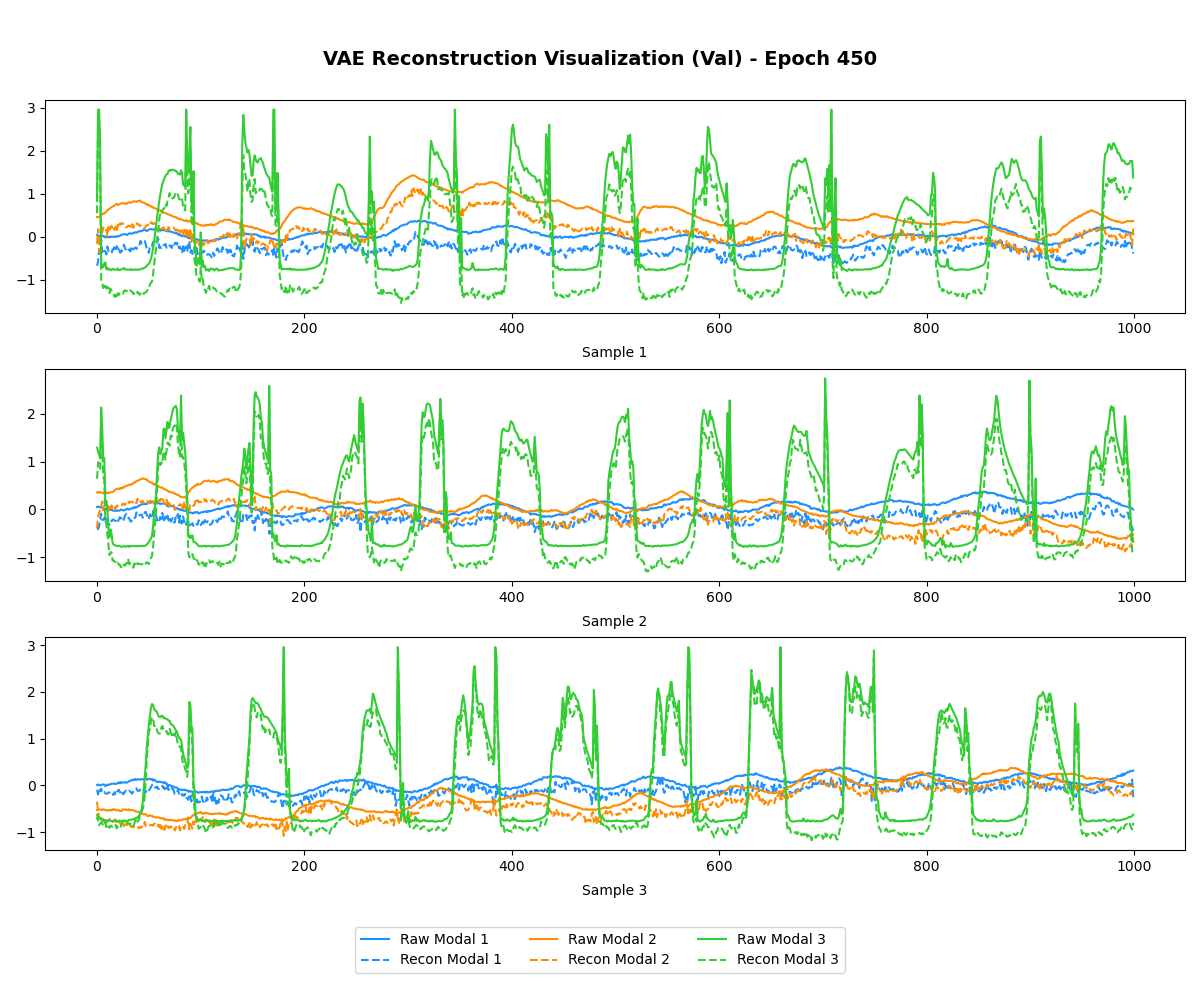 VAE Reconstruction Visualization (Val) - Epoch 450
3
2
1
0
−1
0 200 400 600 800 1000
Sample 1
2
1
0
−1
0 200 400 600 800 1000
Sample 2
3
2
1
0
−1
0 200 400 600 800 1000
Sample 3
Raw Modal 1 Raw Modal 2 Raw Modal 3
Recon Modal 1 Recon Modal 2 Recon Modal 3